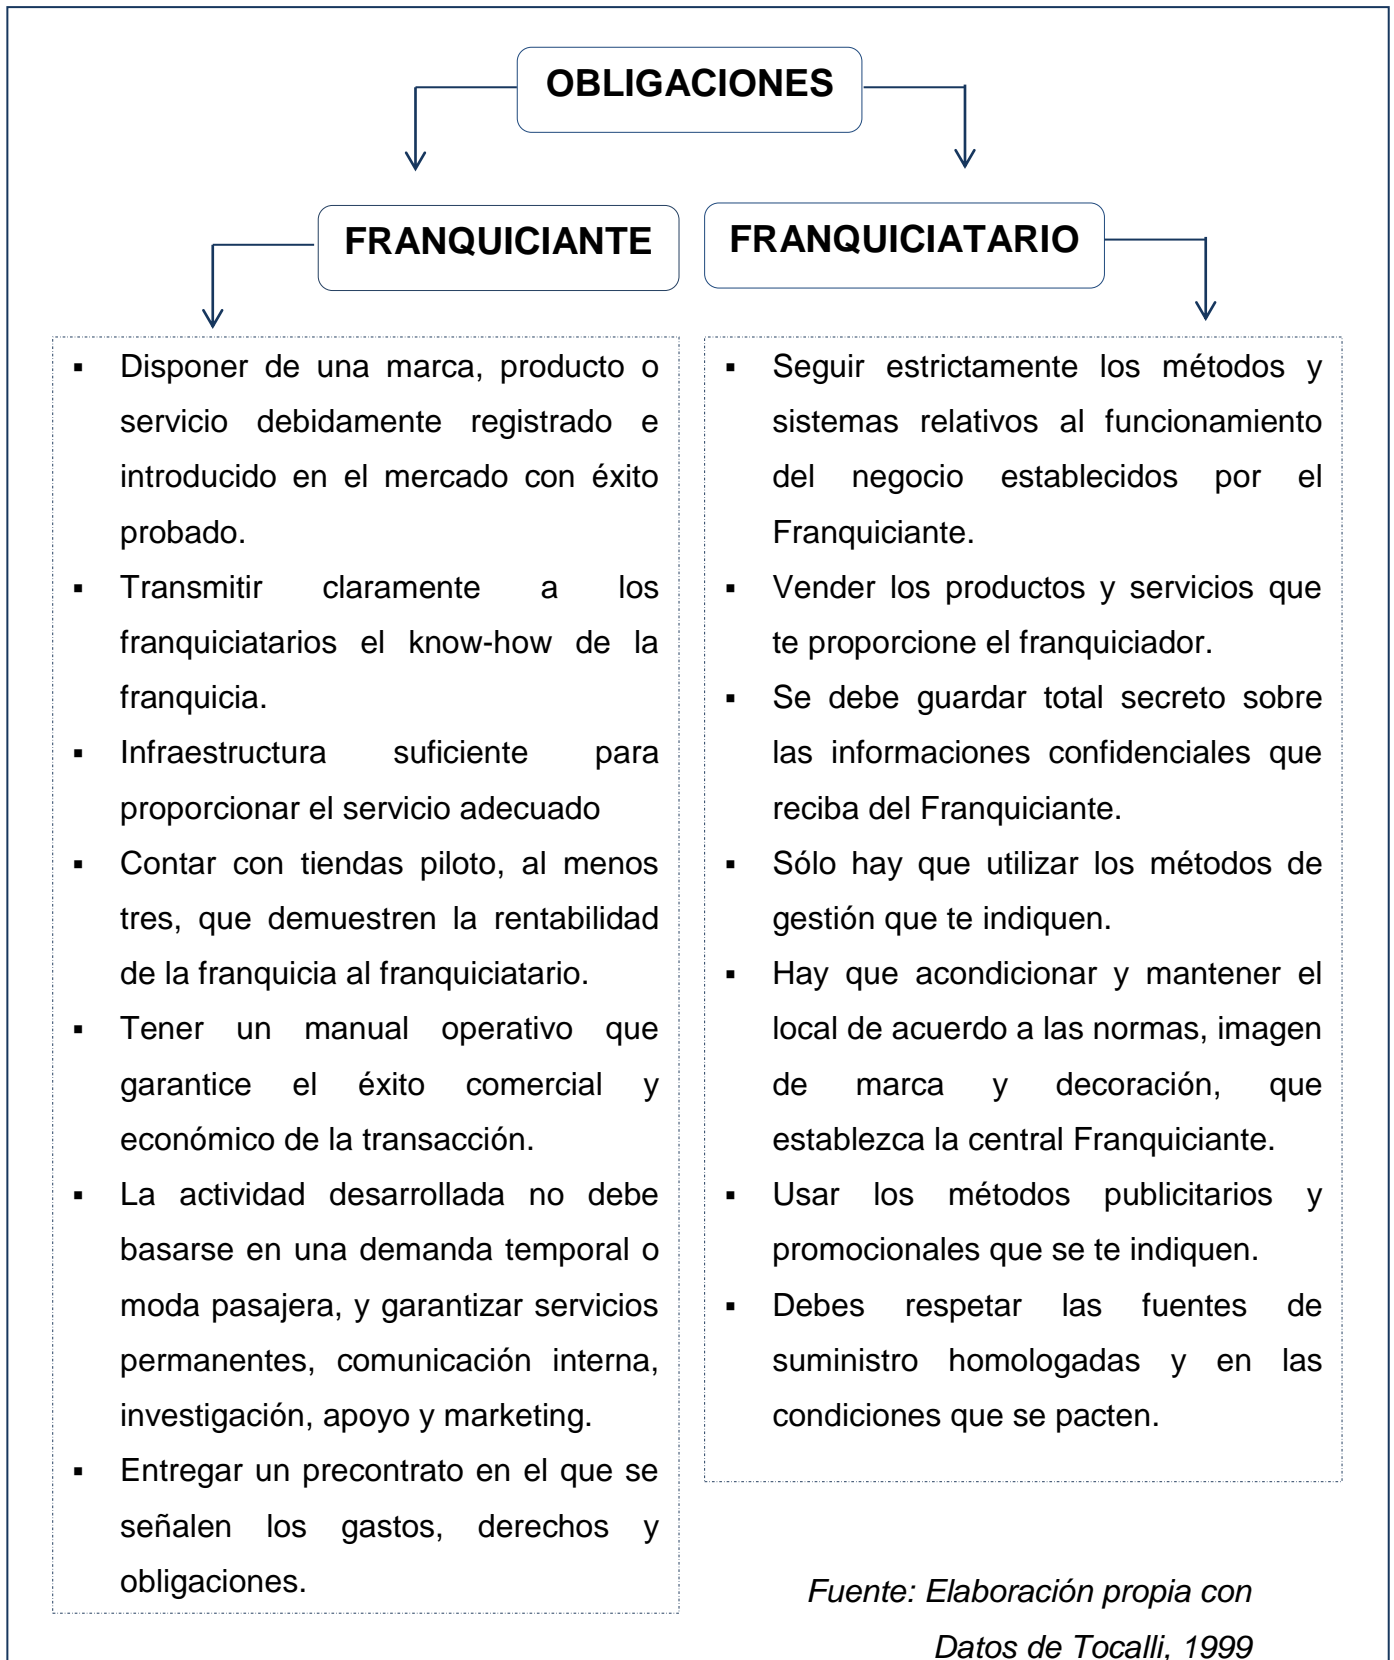 OBLIGACIONES
FRANQUICIANTE
▪ Disponer de una marca, producto o
servicio debidamente registrado e
introducido en el mercado con éxito
probado.
▪ Transmitir claramente a los
franquiciatarios el know-how de la
franquicia.
▪ Infraestructura suficiente para
proporcionar el servicio adecuado
▪ Contar con tiendas piloto, al menos
tres, que demuestren la rentabilidad
de la franquicia al franquiciatario.
▪ Tener un manual operativo que
garantice el éxito comercial y
económico de la transacción.
▪ La actividad desarrollada no debe
basarse en una demanda temporal o
moda pasajera, y garantizar servicios
permanentes, comunicación interna,
investigación, apoyo y marketing.
▪ Entregar un precontrato en el que se
señalen los gastos, derechos y
obligaciones.
FRANQUICIATARIO
▪ Seguir estrictamente los métodos y
sistemas relativos al funcionamiento
del negocio establecidos por el
Franquiciante.
▪ Vender los productos y servicios que
te proporcione el franquiciador.
▪ Se debe guardar total secreto sobre
las informaciones confidenciales que
reciba del Franquiciante.
▪ Sólo hay que utilizar los métodos de
gestión que te indiquen.
▪ Hay que acondicionar y mantener el
local de acuerdo a las normas, imagen
de marca y decoración, que
establezca la central Franquiciante.
▪ Usar los métodos publicitarios y
promocionales que se te indiquen.
▪ Debes respetar las fuentes de
suministro homologadas y en las
condiciones que se pacten.
Fuente: Elaboración propia con
Datos de Tocalli, 1999